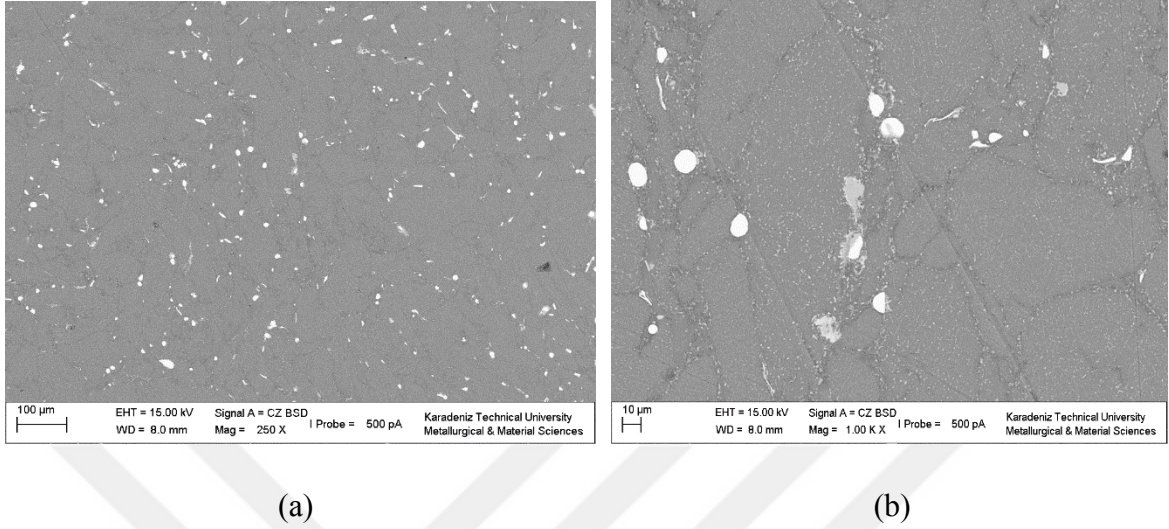 100 µm
EHT = 15.00 kV
WD = 8.0 mm
Signal A = CZ BSD
Mag = 250 X
I Probe = 500 pA
Karadeniz Technical University
Metallurgical & Material Sciences
10 µm
EHT = 15.00 kV
WD = 8.0 mm
Signal A = CZ BSD
Mag = 1.00 K X
I Probe = 500 pA
Karadeniz Technical University
Metallurgical & Material Sciences
(a)
(b)